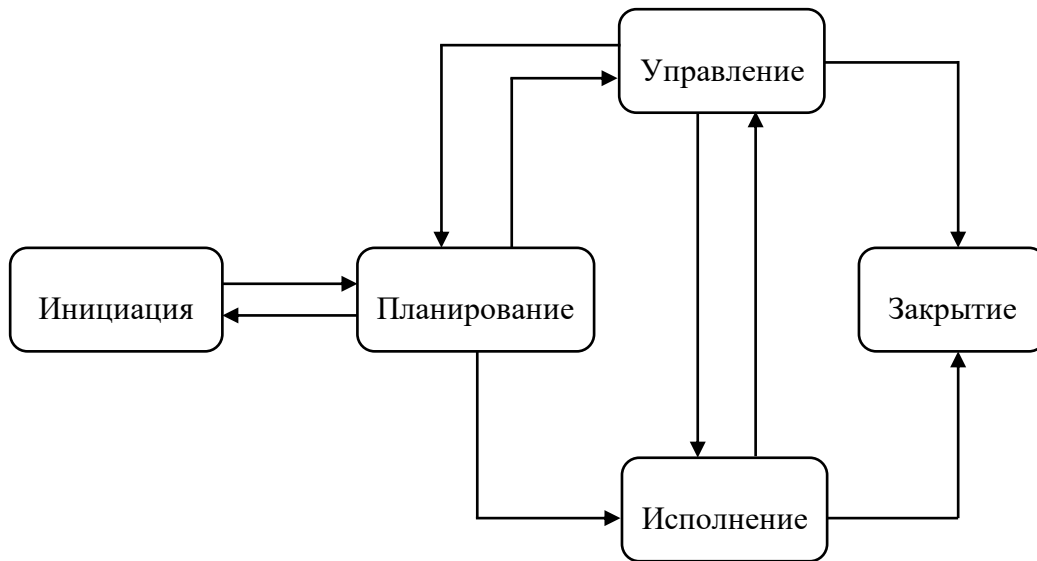 Управление
Инициация
Планирование
Закрытие
Исполнение